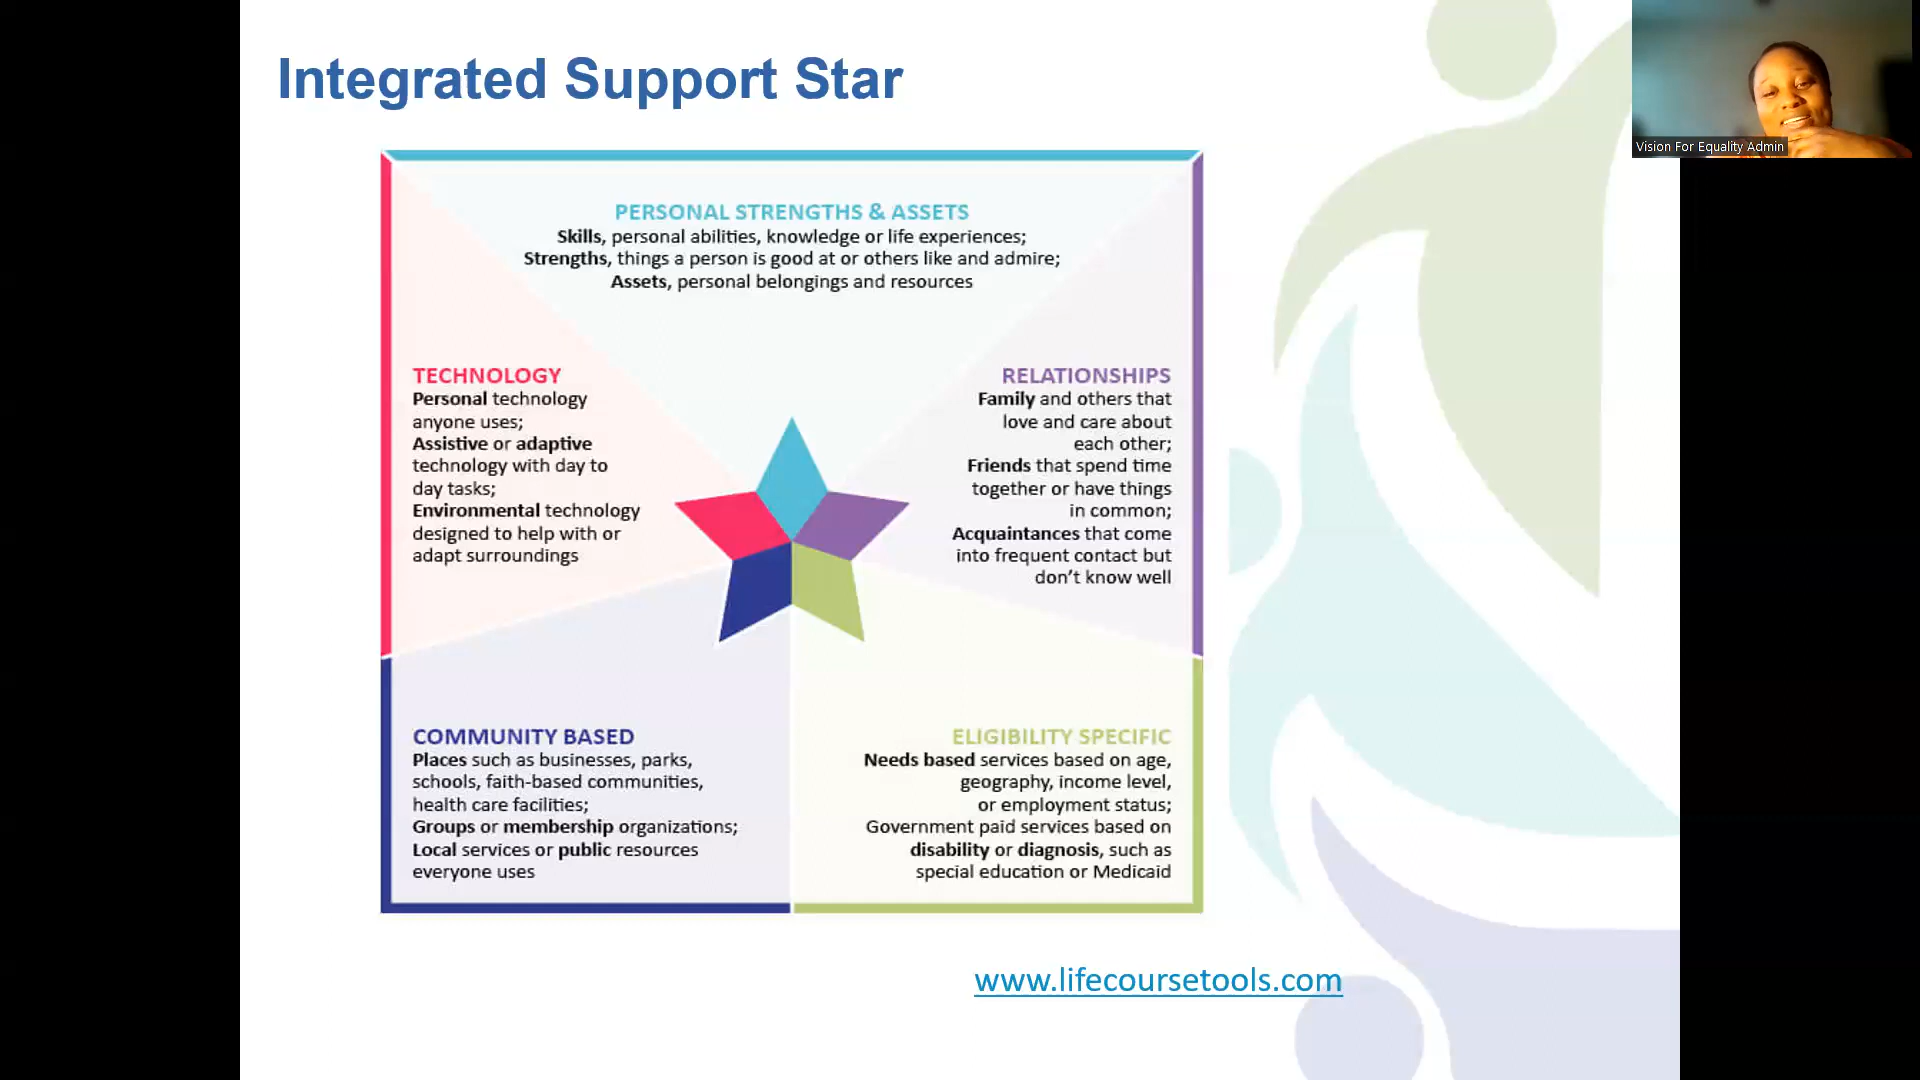 Integrated Support Star
Vision For Equality Admin
PERSONAL STRENGTHS & ASSETS
Skills, personal abilities, knowledge or life experiences;
Strengths, things a person is good at or others like and admire;
Assets, personal belongings and resources
TECHNOLOGY
Personal technology
anyone uses;
Assistive or adaptive
technology with day to
day tasks;
Environmental technology
designed to help with or
adapt surroundings
RELATIONSHIPS
Family and others that
love and care about
each other;
Friends that spend time
together or have things
in common;
Acquaintances that come
into frequent contact but
don't know well
COMMUNITY BASED
Places such as businesses, parks,
schools, faith-based communities,
health care facilities;
Groups or membership organizations;
Local services or public resources
everyone uses
ELIGIBILITY SPECIFIC
Needs based services based on age,
geography, income level,
or employment status;
Government paid services based on
disability or diagnosis, such as
special education or Medicaid
www.lifecoursetools.com